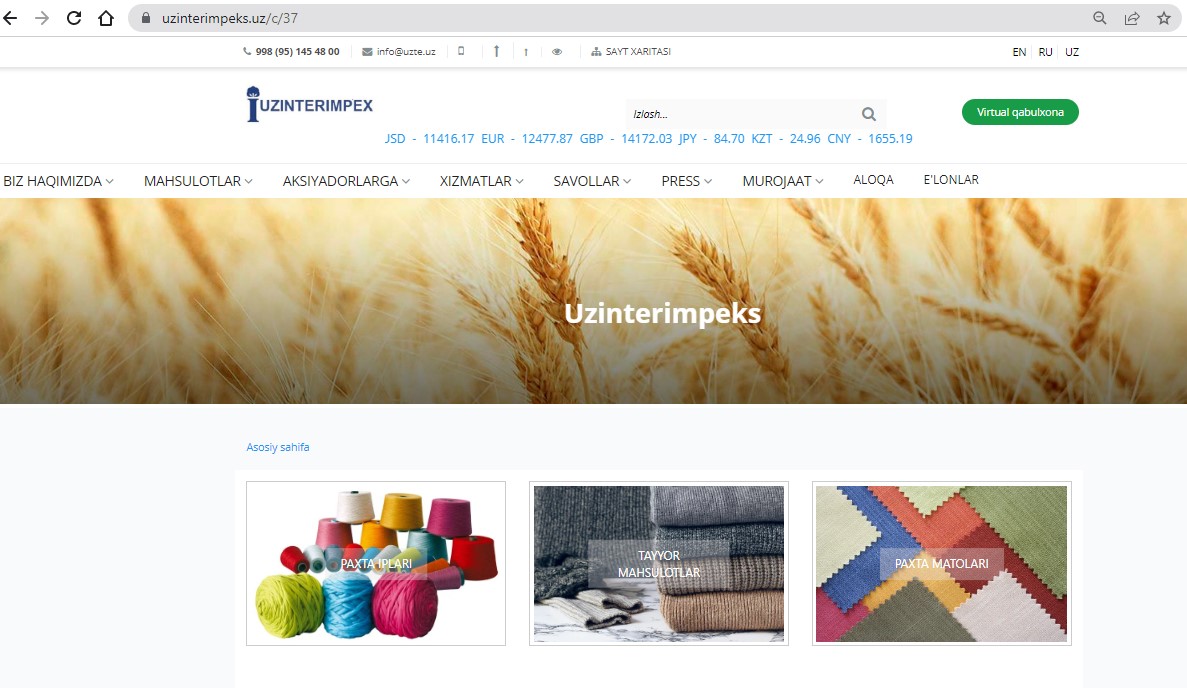 uzinterimpeks.uz/c/37
998 (95) 145 48 00 info@uzte.uz SAYT XARITASI EN RU UZ
UZINTERIMPEX
Izlash...
Virtual qabulxona
JSD - 11416.17 EUR - 12477.87 GBP - 14172.03 JPY - 84.70 KZT - 24.96 CNY - 1655.19
BIZ HAQIMIZDA MAHSULOTLAR AKSIYADORLARGA XIZMATLAR SAVOLLAR PRESS MUROJAAT ALOQA E'LONLAR
Uzinterimpeks
Asosiy sahifa
PAXTA IPLARI
TAYYOR
MAHSULOTLAR
PAXTA MATOLARI